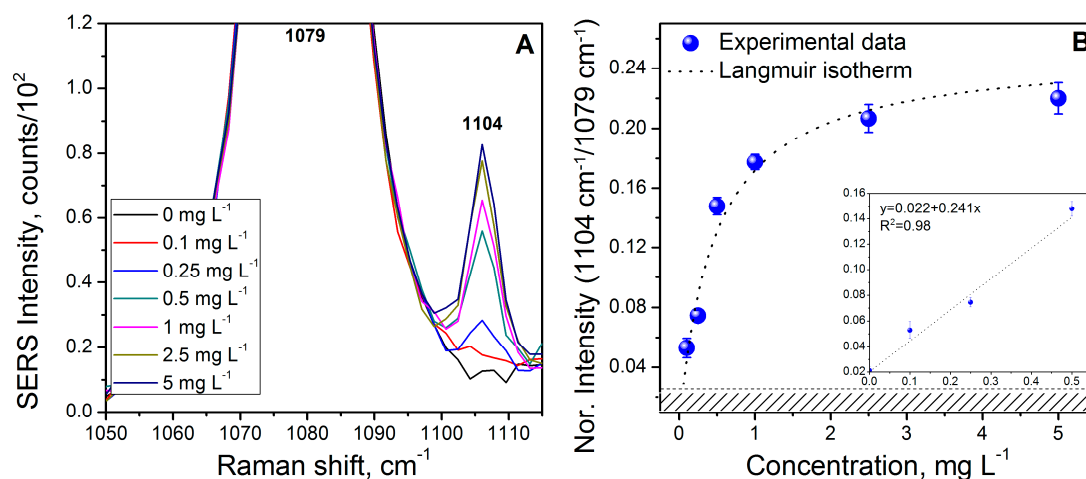 A
1079
1104
0 mg L⁻¹
0.1 mg L⁻¹
0.25 mg L⁻¹
0.5 mg L⁻¹
1 mg L⁻¹
2.5 mg L⁻¹
5 mg L⁻¹
SERS Intensity, counts/10²
1.2
1.0
0.8
0.6
0.4
0.2
0.0
1050 1060 1070 1080 1090 1100 1110
Raman shift, cm⁻¹
B
Experimental data
Langmuir isotherm
Nor. Intensity (1104 cm⁻¹/1079 cm⁻¹)
0.24
0.20
0.16
0.12
0.08
0.04
0 1 2 3 4 5
Concentration, mg L⁻¹
y=0.022+0.241x
R²=0.98
0.16
0.14
0.12
0.10
0.08
0.06
0.04
0.02
0.0 0.1 0.2 0.3 0.4 0.5